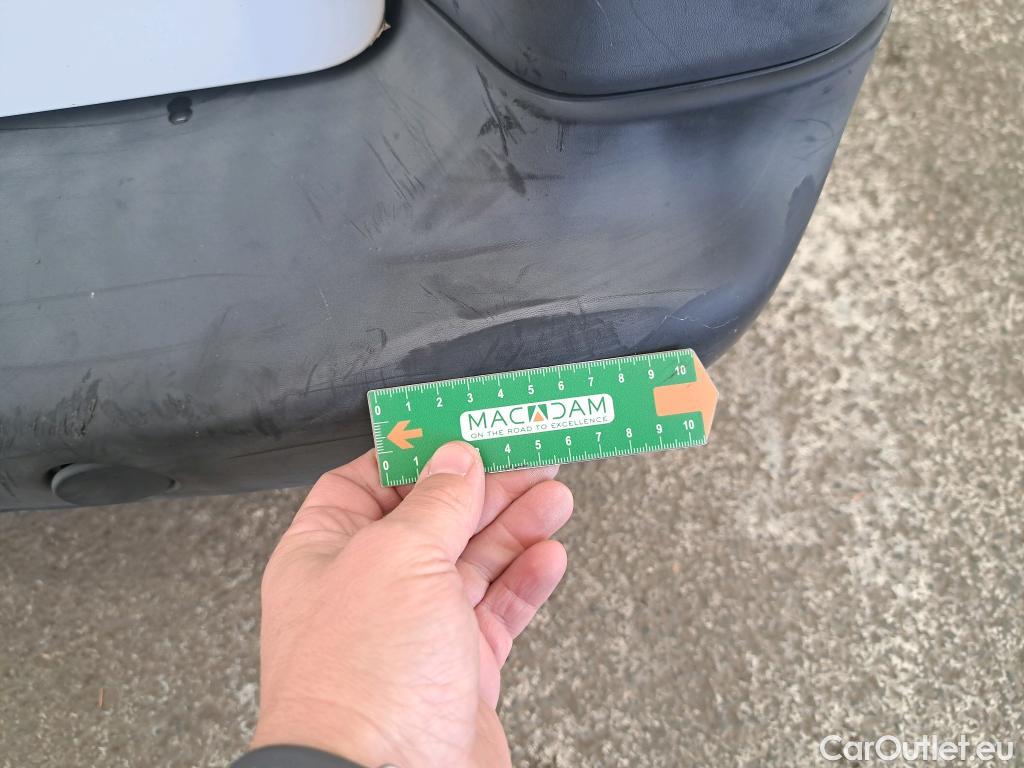 0 1 2 3 4 5 6 7 8 9 10
MACADAM
ON THE ROAD TO EXCELLENCE
0 1 4 5 6 7 8 9 10
CarOutlet.eu